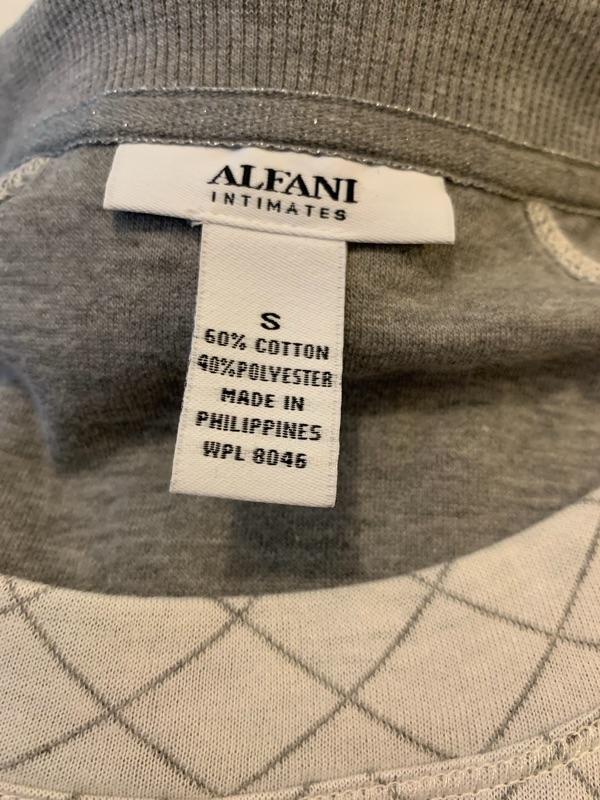 ALFANI
INTIMATES
S
60% COTTON
40%POLYESTER
MADE IN
PHILIPPINES
WPL 8046